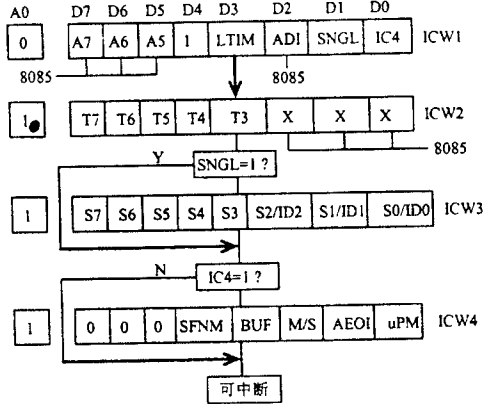 A0 D7 D6 D5 D4 D3 D2 D1 D0
0 A7 A6 A5 1 LTIM ADI SNGL IC4 ICW1
8085 8085
1 T7 T6 T5 T4 T3 X X X ICW2
8085
Y SNGL=1?
1 S7 S6 S5 S4 S3 S2/ID2 S1/ID1 S0/ID0 ICW3
N IC4=1?
1 0 0 0 SFNM BUF M/S AEOI uPM ICW4
可中断